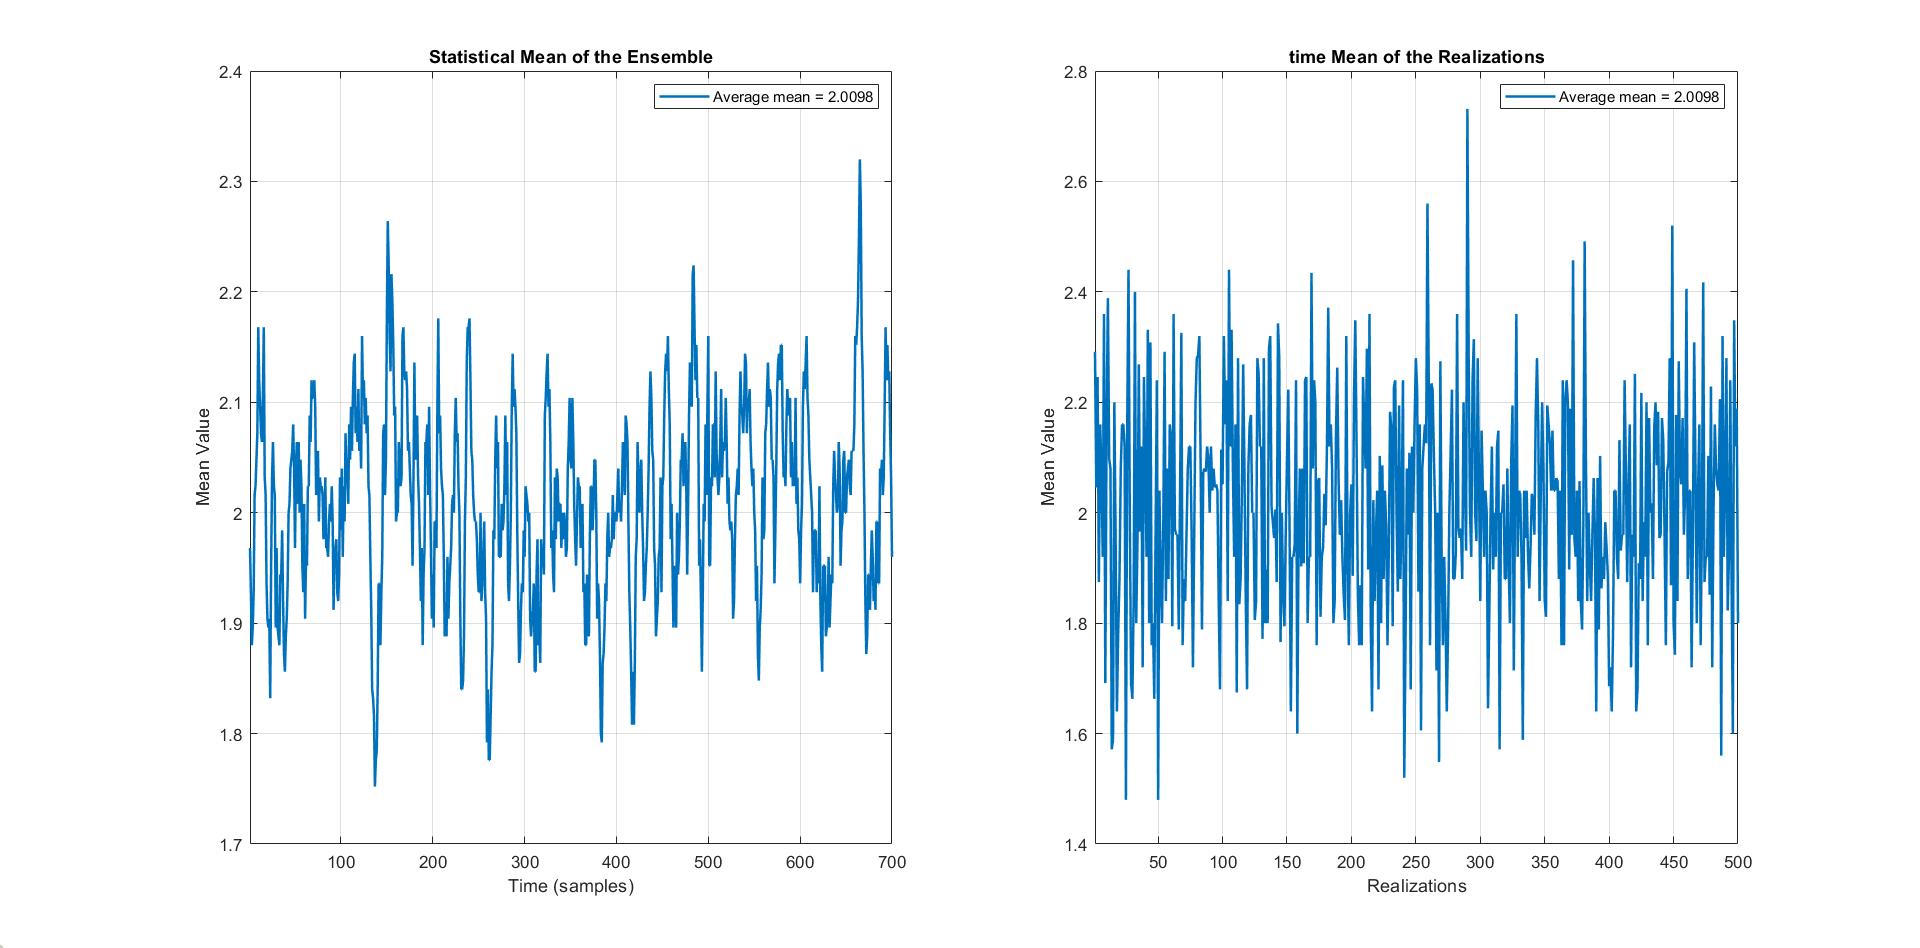 Statistical Mean of the Ensemble
Average mean = 2.0098
2.4
2.3
2.2
2.1
2
1.9
1.8
1.7
Mean Value
100 200 300 400 500 600 700
Time (samples)
time Mean of the Realizations
Average mean = 2.0098
2.8
2.6
2.4
2.2
2
1.8
1.6
1.4
Mean Value
50 100 150 200 250 300 350 400 450 500
Realizations